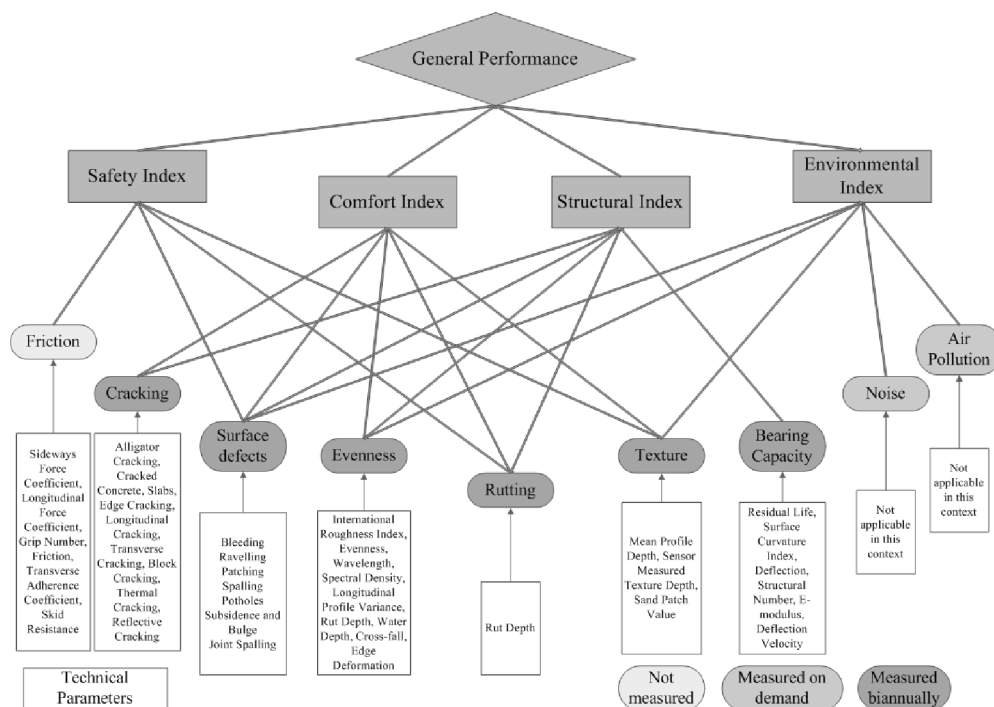 General Performance
Safety Index
Comfort Index
Structural Index
Environmental
Index
Friction
Cracking
Surface
defects
Evenness
Rutting
Texture
Bearing
Capacity
Noise
Air
Pollution
Sideways
Force
Coefficient,
Longitudinal
Force
Coefficient,
Grip Number,
Friction,
Transverse
Adherence
Coefficient,
Skid
Resistance
Alligator
Cracking,
Cracked
Concrete, Slabs,
Edge Cracking,
Longitudinal
Cracking,
Transverse
Cracking, Block
Cracking,
Thermal
Cracking,
Reflective
Cracking
Bleeding
Ravelling
Patching
Spalling
Potholes
Subsidence and
Bulge
Joint Spalling
International
Roughness Index,
Evenness,
Wavelength,
Spectral Density,
Longitudinal
Profile Variance,
Rut Depth, Water
Depth, Cross-fall,
Edge
Deformation
Rut Depth
Mean Profile
Depth, Sensor
Measured
Texture Depth,
Sand Patch
Value
Residual Life,
Surface
Curvature
Index,
Deflection,
Structural
Number, E-
modulus,
Deflection
Velocity
Not
applicable
in this
context
Not
applicable
in this
context
Technical
Parameters
Not
measured
Measured on
demand
Measured
biannually